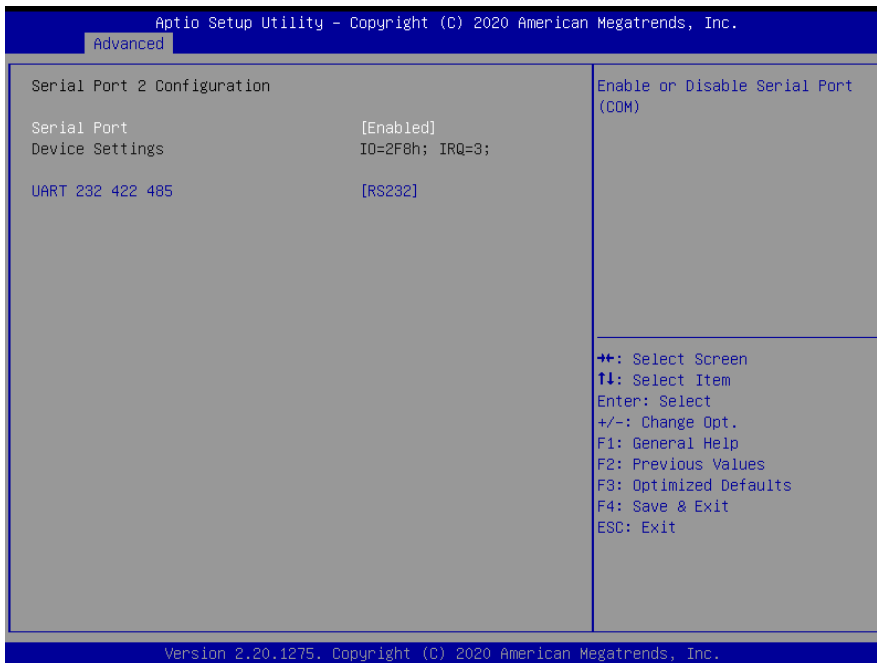 Aptio Setup Utility – Copyright (C) 2020 American Megatrends, Inc.
Advanced
Serial Port 2 Configuration
Serial Port [Enabled]
Device Settings IO=2F8h; IRQ=3;
UART 232 422 485 [RS232]
Enable or Disable Serial Port
(COM)
→←: Select Screen
↑↓: Select Item
Enter: Select
+/-: Change Opt.
F1: General Help
F2: Previous Values
F3: Optimized Defaults
F4: Save & Exit
ESC: Exit
Version 2.20.1275. Copyright (C) 2020 American Megatrends, Inc.